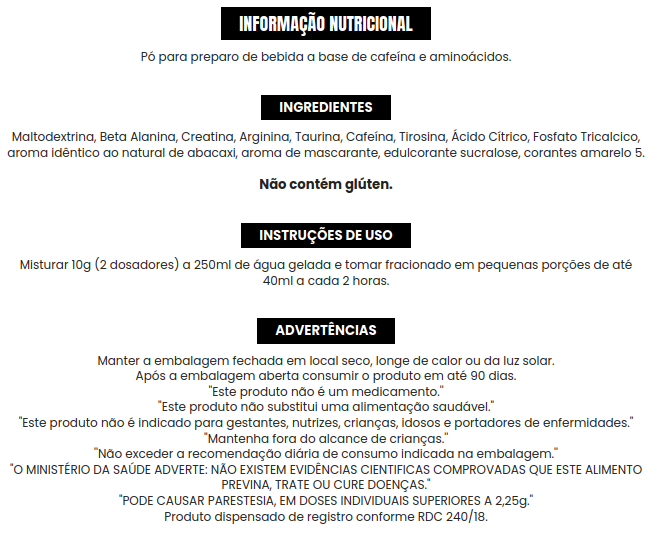 INFORMAÇÃO NUTRICIONAL
Pó para preparo de bebida a base de cafeína e aminoácidos.
INGREDIENTES
Maltodextrina, Beta Alanina, Creatina, Arginina, Taurina, Cafeína, Tirosina, Ácido Cítrico, Fosfato Tricalcico,
aroma idêntico ao natural de abacaxi, aroma de mascarante, edulcorante sucralose, corantes amarelo 5.
Não contém glúten.
INSTRUÇÕES DE USO
Misturar 10g (2 dosadores) a 250ml de água gelada e tomar fracionado em pequenas porções de até
40ml a cada 2 horas.
ADVERTÊNCIAS
Manter a embalagem fechada em local seco, longe de calor ou da luz solar.
Após a embalagem aberta consumir o produto em até 90 dias.
"Este produto não é um medicamento."
"Este produto não substitui uma alimentação saudável."
"Este produto não é indicado para gestantes, nutrizes, crianças, idosos e portadores de enfermidades."
"Mantenha fora do alcance de crianças."
"Não exceder a recomendação diária de consumo indicada na embalagem."
"O MINISTÉRIO DA SAÚDE ADVERTE: NÃO EXISTEM EVIDÊNCIAS CIENTIFICAS COMPROVADAS QUE ESTE ALIMENTO
PREVINA, TRATE OU CURE DOENÇAS."
"PODE CAUSAR PARESTESIA, EM DOSES INDIVIDUAIS SUPERIORES A 2,25g."
Produto dispensado de registro conforme RDC 240/18.